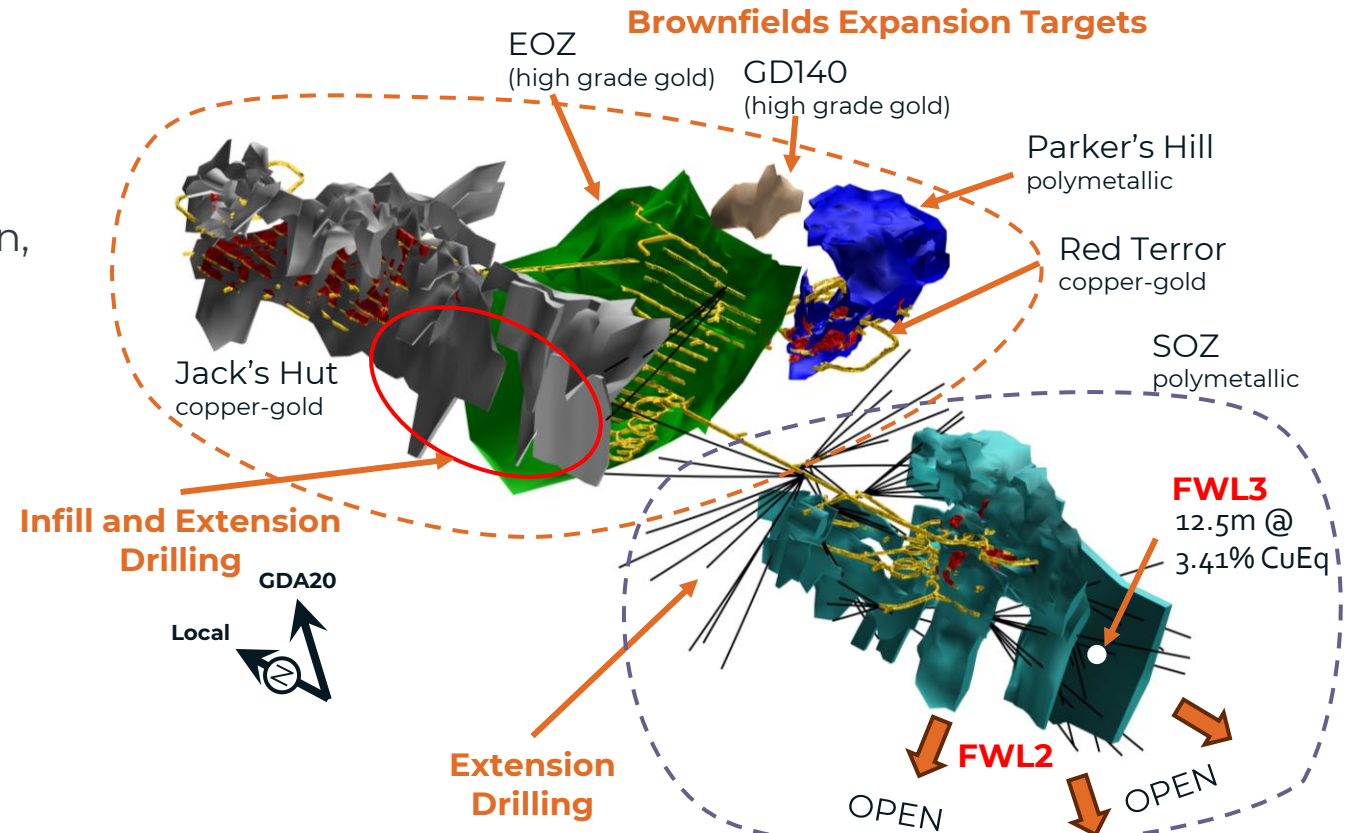 Brownfields Expansion Targets
EOZ
(high grade gold)
GD140
(high grade gold)
Parker's Hill
polymetallic
n,
Red Terror
copper-gold
SOZ
polymetallic
Jack's Hut
copper-gold
FWL3
12.5m @
3.41% CuEq
Infill and Extension
Drilling
GDA20
Local
N
Extension
Drilling
FWL2
OPEN
OPEN